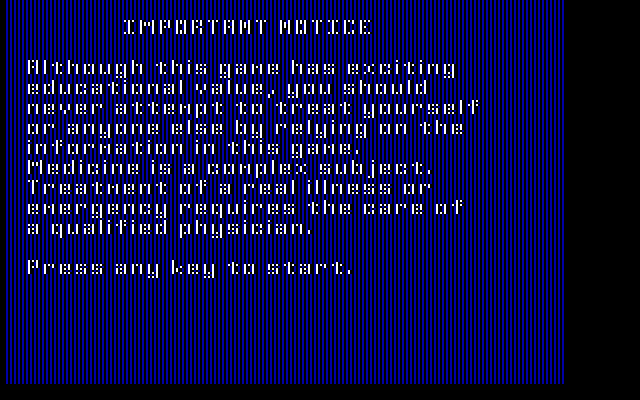 IMPORTANT NOTICE
Although this game has exciting
educational value, you should
never attempt to treat yourself
or anyone else by relying on the
information in this game.
Medicine is a complex subject.
Treatment of a real illness or
emergency requires the care of
a qualified physician.
Press any key to start.